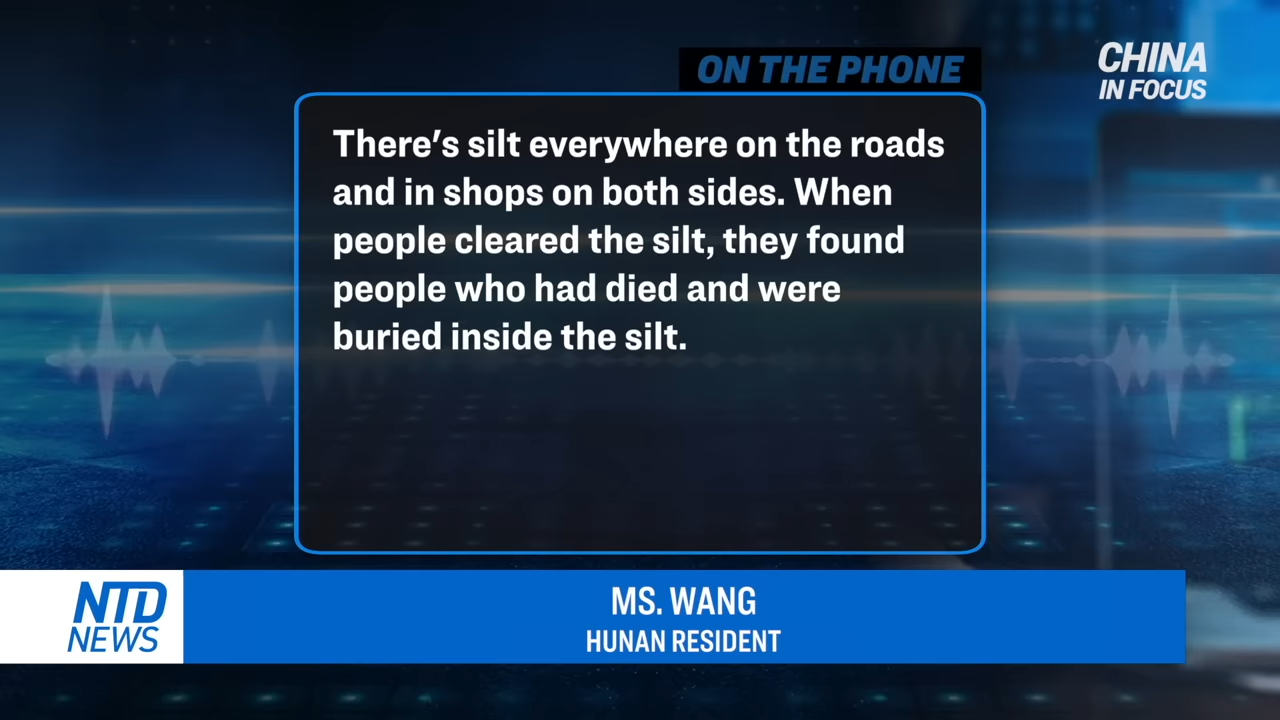 ON THE PHONE
CHINA
IN FOCUS
There's silt everywhere on the roads
and in shops on both sides. When
people cleared the silt, they found
people who had died and were
buried inside the silt.
NTD
NEWS
MS. WANG
HUNAN RESIDENT